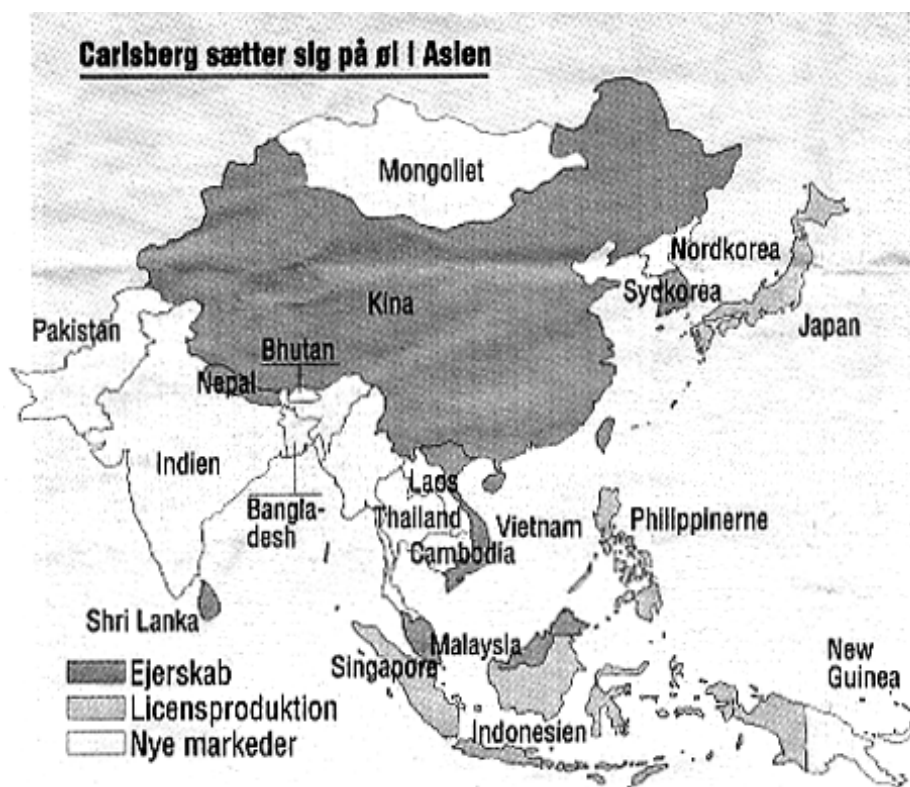 Carlsberg sætter sig på øl i Asien
Mongoliet
Nordkorea
Sydkorea
Kina
Japan
Pakistan
Bhutan
Nepal
Indien
Laos
Bangla-
desh
Thailand
Vietnam
Philippinerne
Cambodia
Shri Lanka
Malaysia
Singapore
New
Guinea
Indonesien
Ejerskab
Licensproduktion
Nye markeder